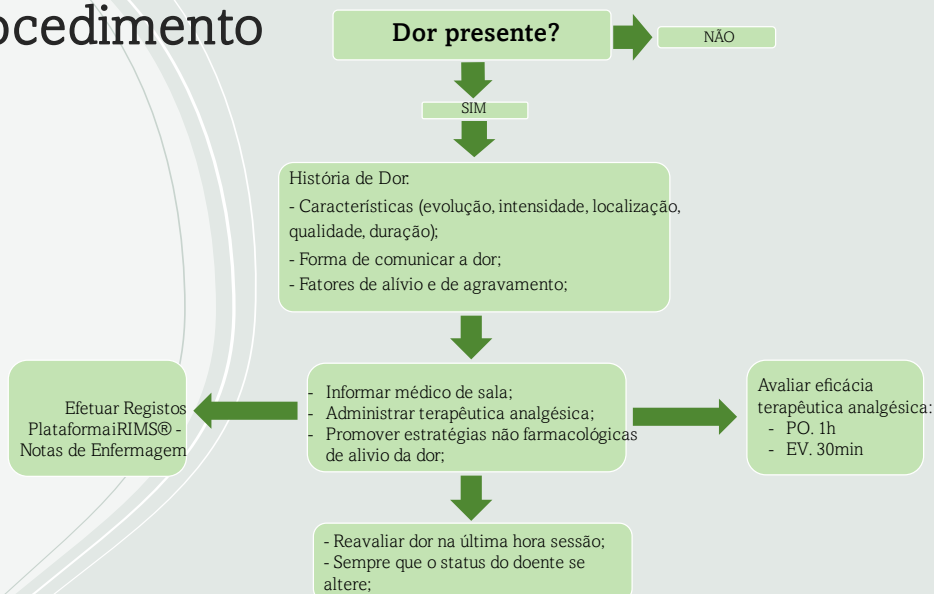 ocedimento
Dor presente?
NÃO
SIM
História de Dor:
- Características (evolução, intensidade, localização,
qualidade, duração);
- Forma de comunicar a dor;
- Fatores de alívio e de agravamento;
Efetuar Registos
PlataformaiRIMS® -
Notas de Enfermagem
- Informar médico de sala;
- Administrar terapêutica analgésica;
- Promover estratégias não farmacológicas
de alivio da dor;
Avaliar eficácia
terapêutica analgésica:
- PO. 1h
- EV. 30min
- Reavaliar dor na última hora sessão;
- Sempre que o status do doente se
altere;